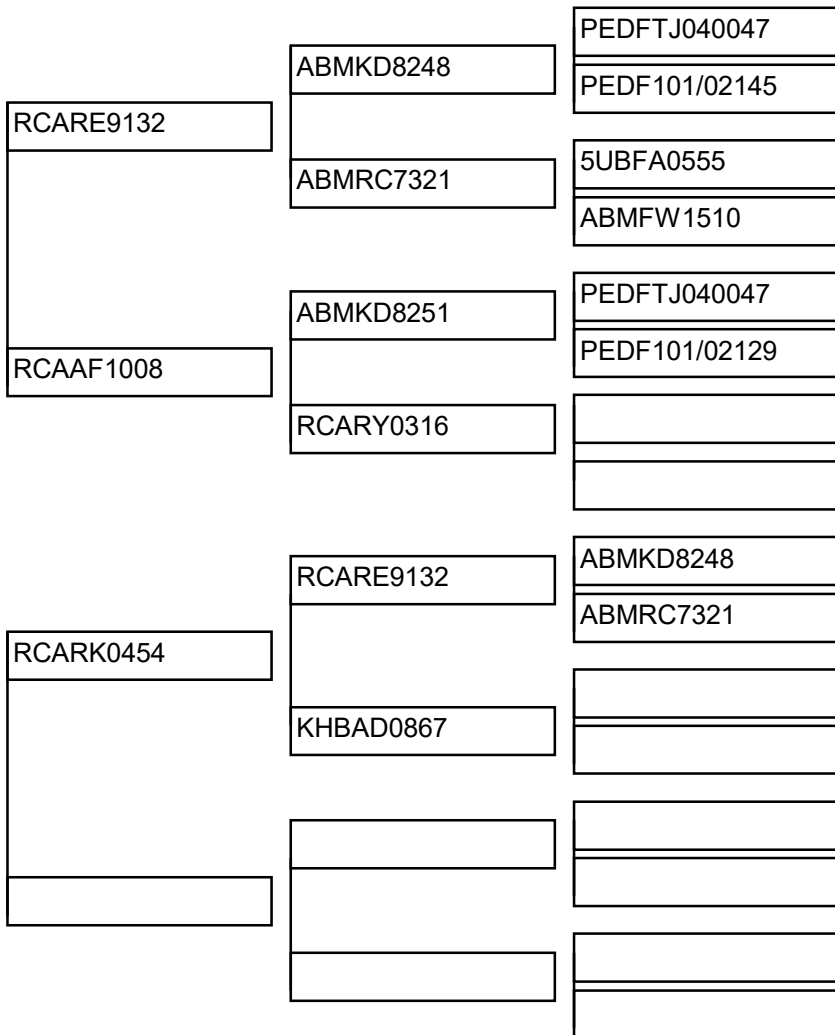 PEDFTJ040047
ABMKD8248
PEDF101/02145
RCARE9132
5UBFA0555
ABMRC7321
ABMFW1510
PEDFTJ040047
ABMKD8251
PEDF101/02129
RCAAF1008
RCARY0316
ABMKD8248
RCARE9132
ABMRC7321
RCARK0454
KHBAD0867